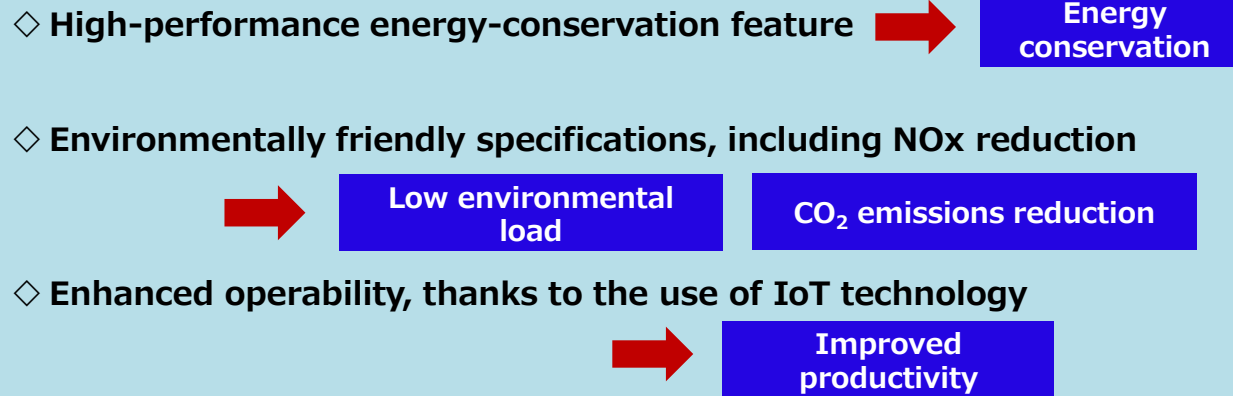 ◇ High-performance energy-conservation feature
Energy
conservation
◇ Environmentally friendly specifications, including NOx reduction
Low environmental
load
CO₂ emissions reduction
◇ Enhanced operability, thanks to the use of IoT technology
Improved
productivity